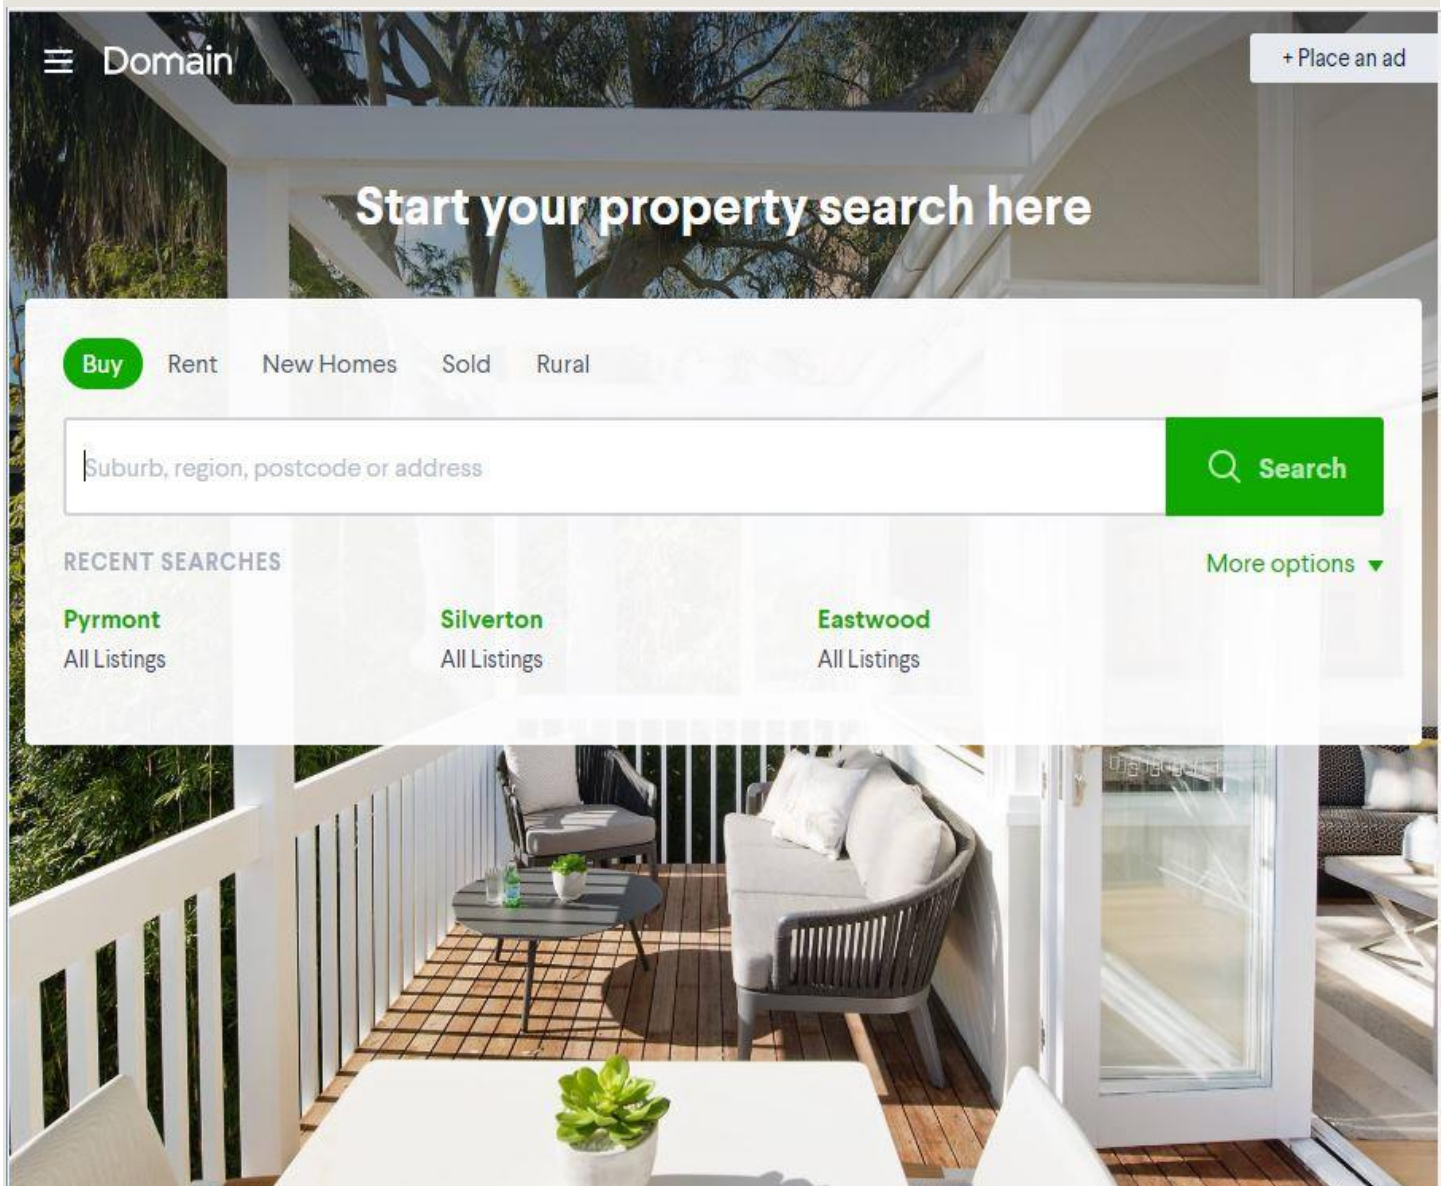 Domain
+ Place an ad
Start your property search here
Buy Rent New Homes Sold Rural
Suburb, region, postcode or address
Search
RECENT SEARCHES
More options
Pyrmont Silverton Eastwood
All Listings All Listings All Listings